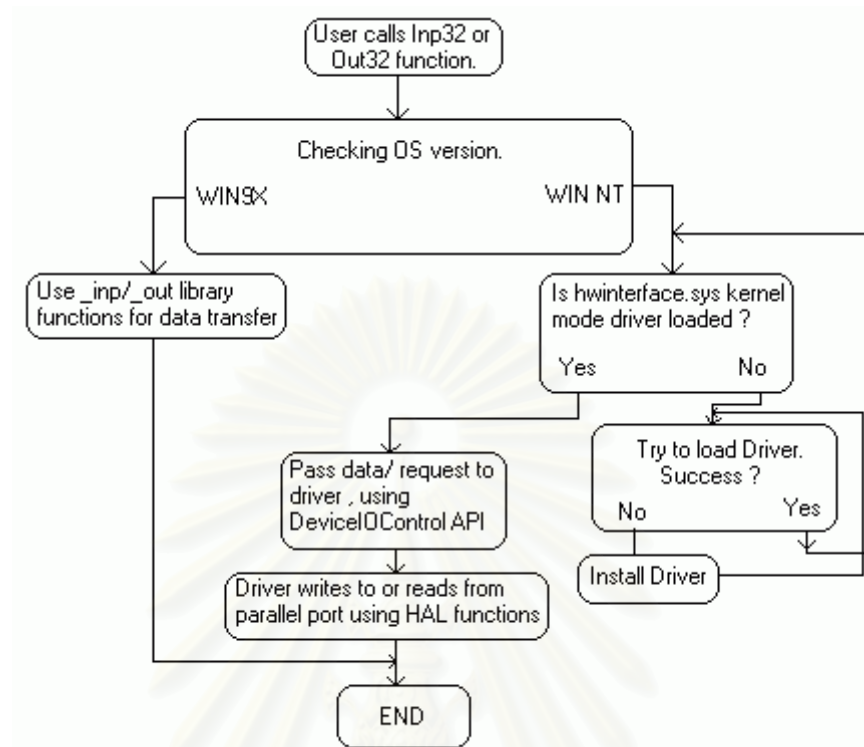 User calls Inp32 or
Out32 function.
Checking OS version.
WIN9X
WIN NT
Use _inp/_out library
functions for data transfer
Is hwinterface.sys kernel
mode driver loaded ?
Yes
No
Pass data/ request to
driver , using
DeviceIOControl API
Try to load Driver.
Success ?
No
Yes
Install Driver
Driver writes to or reads from
parallel port using HAL functions
END